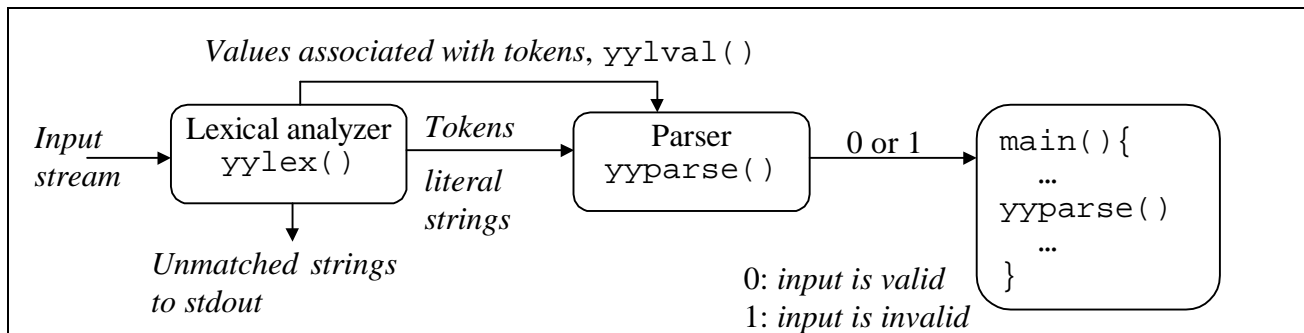 Values associated with tokens, yylval()
Input
stream
Lexical analyzer
yylex()
Unmatched strings
to stdout
Tokens
literal
strings
Parser
yyparse()
0 or 1
main(){
…
yyparse()
…
}
0: input is valid
1: input is invalid